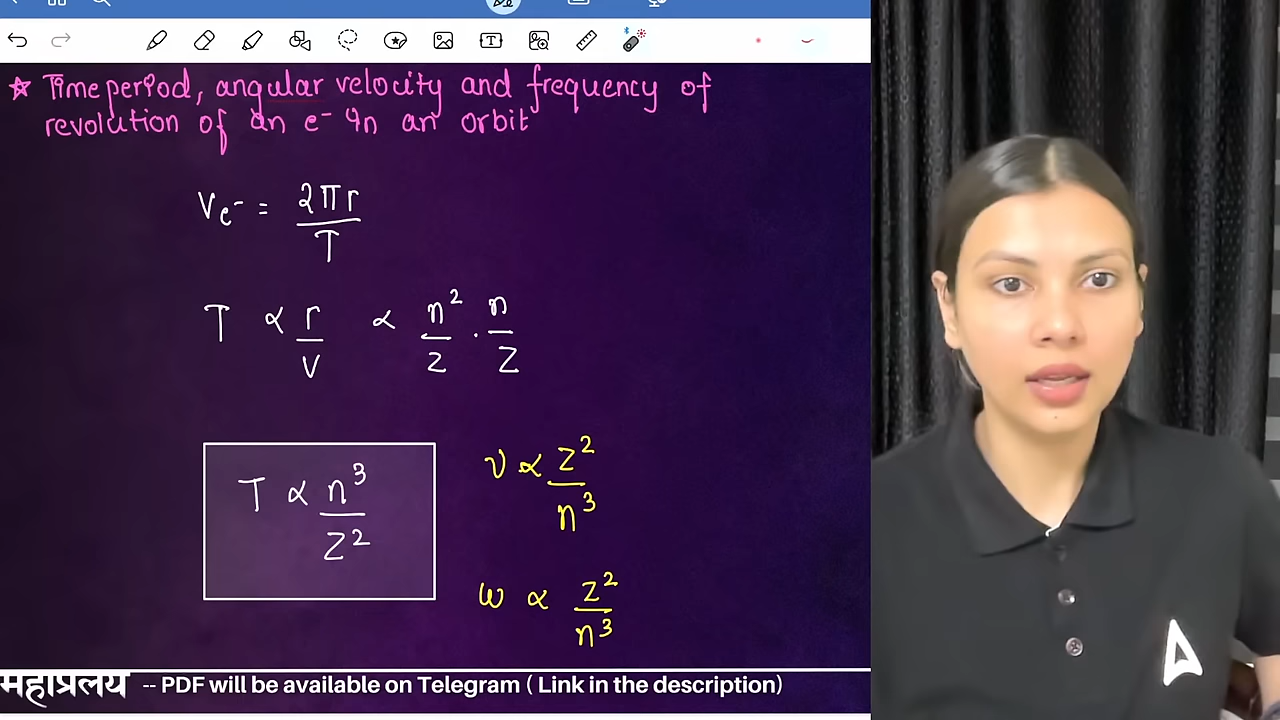 ☆ Time period, angular velocity and frequency of
revolution of an e⁻ in an orbit
Ve⁻ = 2πr/T
T ∝ r/v ∝ n²/z · n/z
T ∝ n³/z²
ν ∝ z²/n³
ω ∝ z²/n³
महाप्रलय -- PDF will be available on Telegram ( Link in the description)